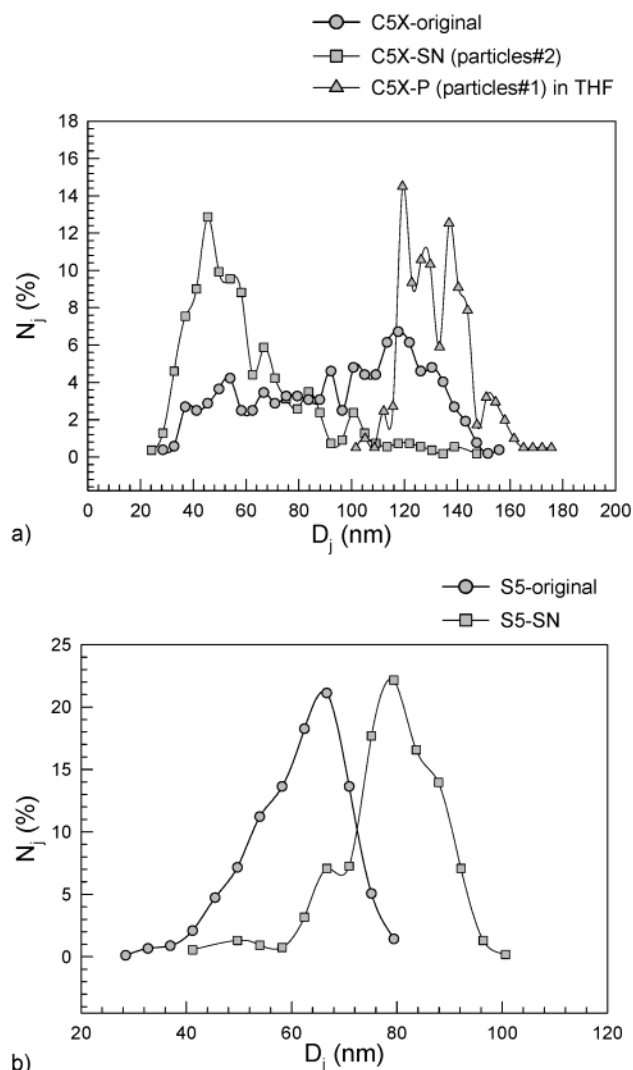 C5X-original
C5X-SN (particles#2)
C5X-P (particles#1) in THF
18
16
14
12
10
8
6
4
2
0
N_j (%)
0 20 40 60 80 100 120 140 160 180 200
D_j (nm)
a)
S5-original
S5-SN
25
20
15
10
5
0
N_j (%)
20 40 60 80 100 120
D_j (nm)
b)